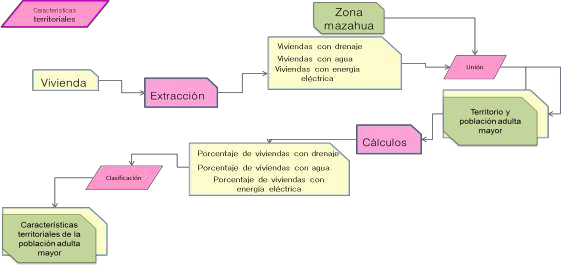 Características
territoriales
Zona
mazahua
Viviendas con drenaje
Viviendas con agua
Viviendas con energía
eléctrica
Unión
Vivienda
Extracción
Territorio y
población adulta
mayor
Cálculos
Porcentaje de viviendas con drenaje
Porcentaje de viviendas con agua
Porcentaje de viviendas con
energía eléctrica
Clasificación
Características
territoriales de la
población adulta
mayor